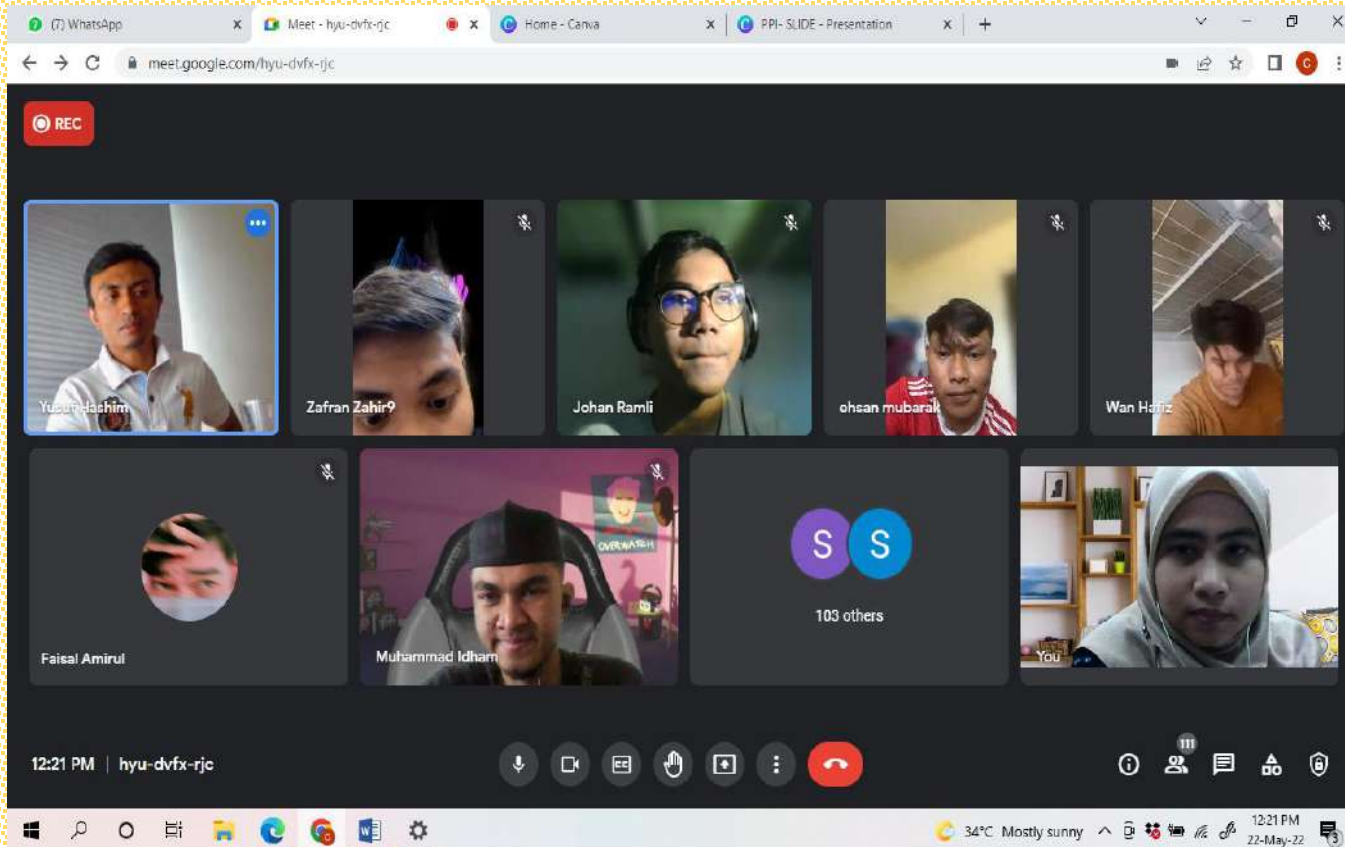 (7) WhatsApp
Meet - hyu-dvfx-rjc
Home - Canva
PPI- SLIDE - Presentation
meet.google.com/hyu-dvfx-rjc
C
REC
Yusuf Hashim
Zafran Zahir9
Johan Ramli
ohsan mubarak
Wan Hafiz
OVERWATCH
S S
103 others
Faisal Amirul
Muhammad Idham
You
12:21 PM | hyu-dvfx-rjc
CC
111
W
34°C Mostly sunny
12:21 PM
22-May-22
3